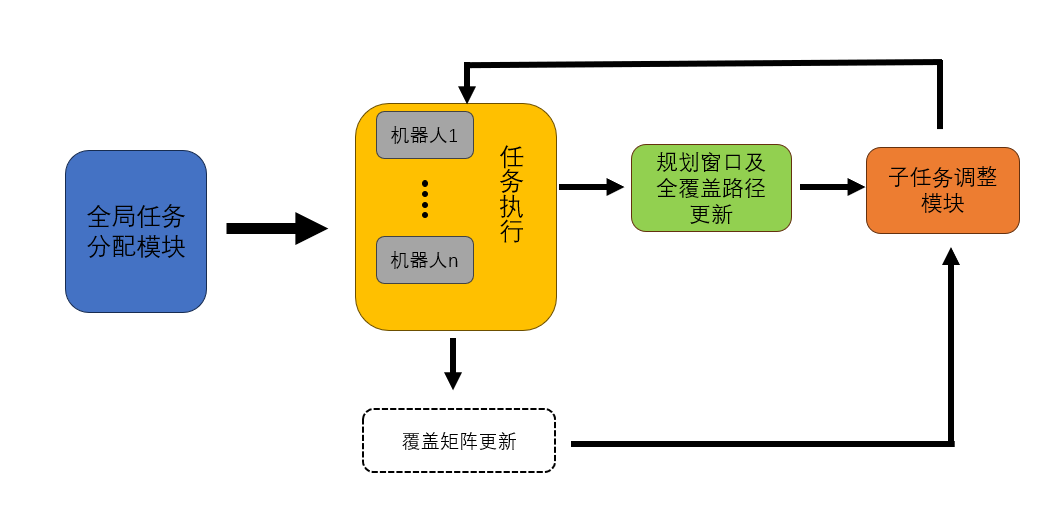 全局任务
分配模块
机器人1
机器人n
任务执行
规划窗口及
全覆盖路径
更新
子任务调整
模块
覆盖矩阵更新